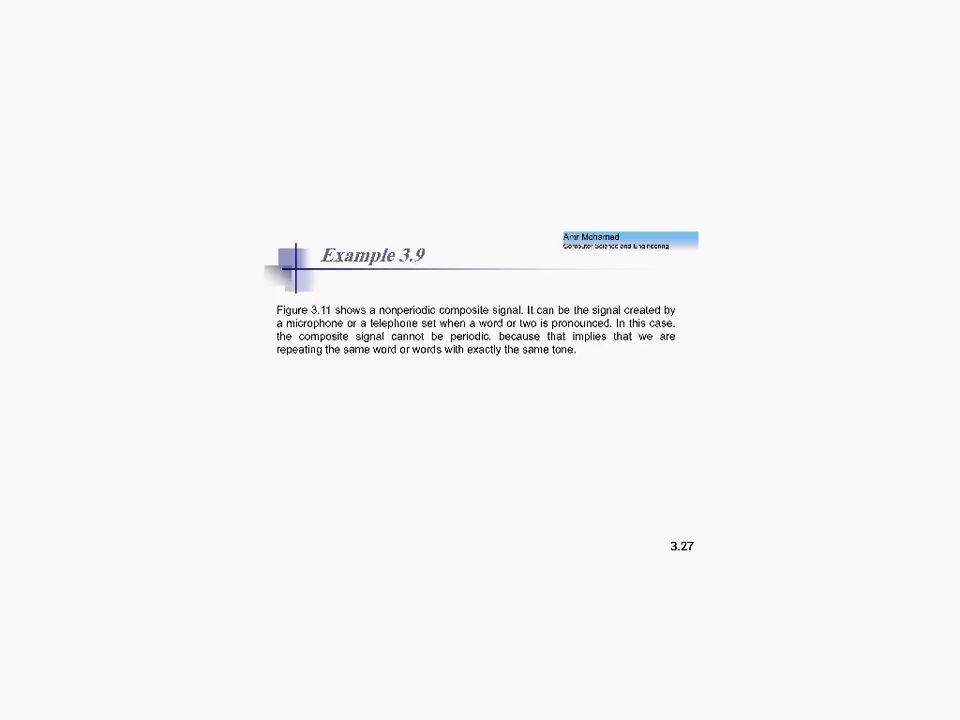 Amr Mohamed
Computer Science and Engineering
Example 3.9
Figure 3.11 shows a nonperiodic composite signal. It can be the signal created by
a microphone or a telephone set when a word or two is pronounced. In this case,
the composite signal cannot be periodic, because that implies that we are
repeating the same word or words with exactly the same tone.
3.27